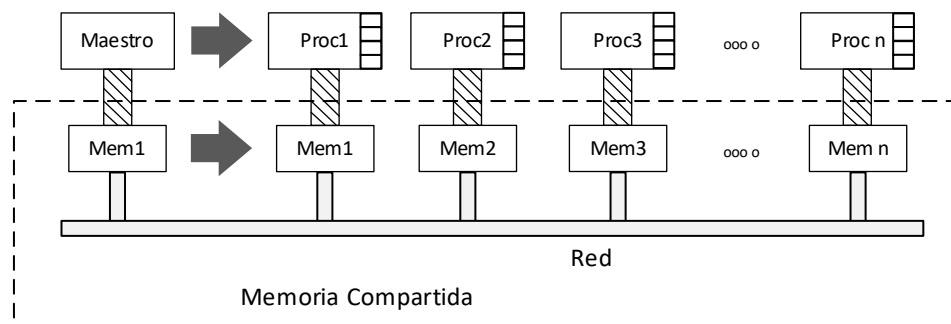 Maestro Proc1 Proc2 Proc3 ooo o Proc n
Mem1 Mem1 Mem2 Mem3 ooo o Mem n
Red
Memoria Compartida